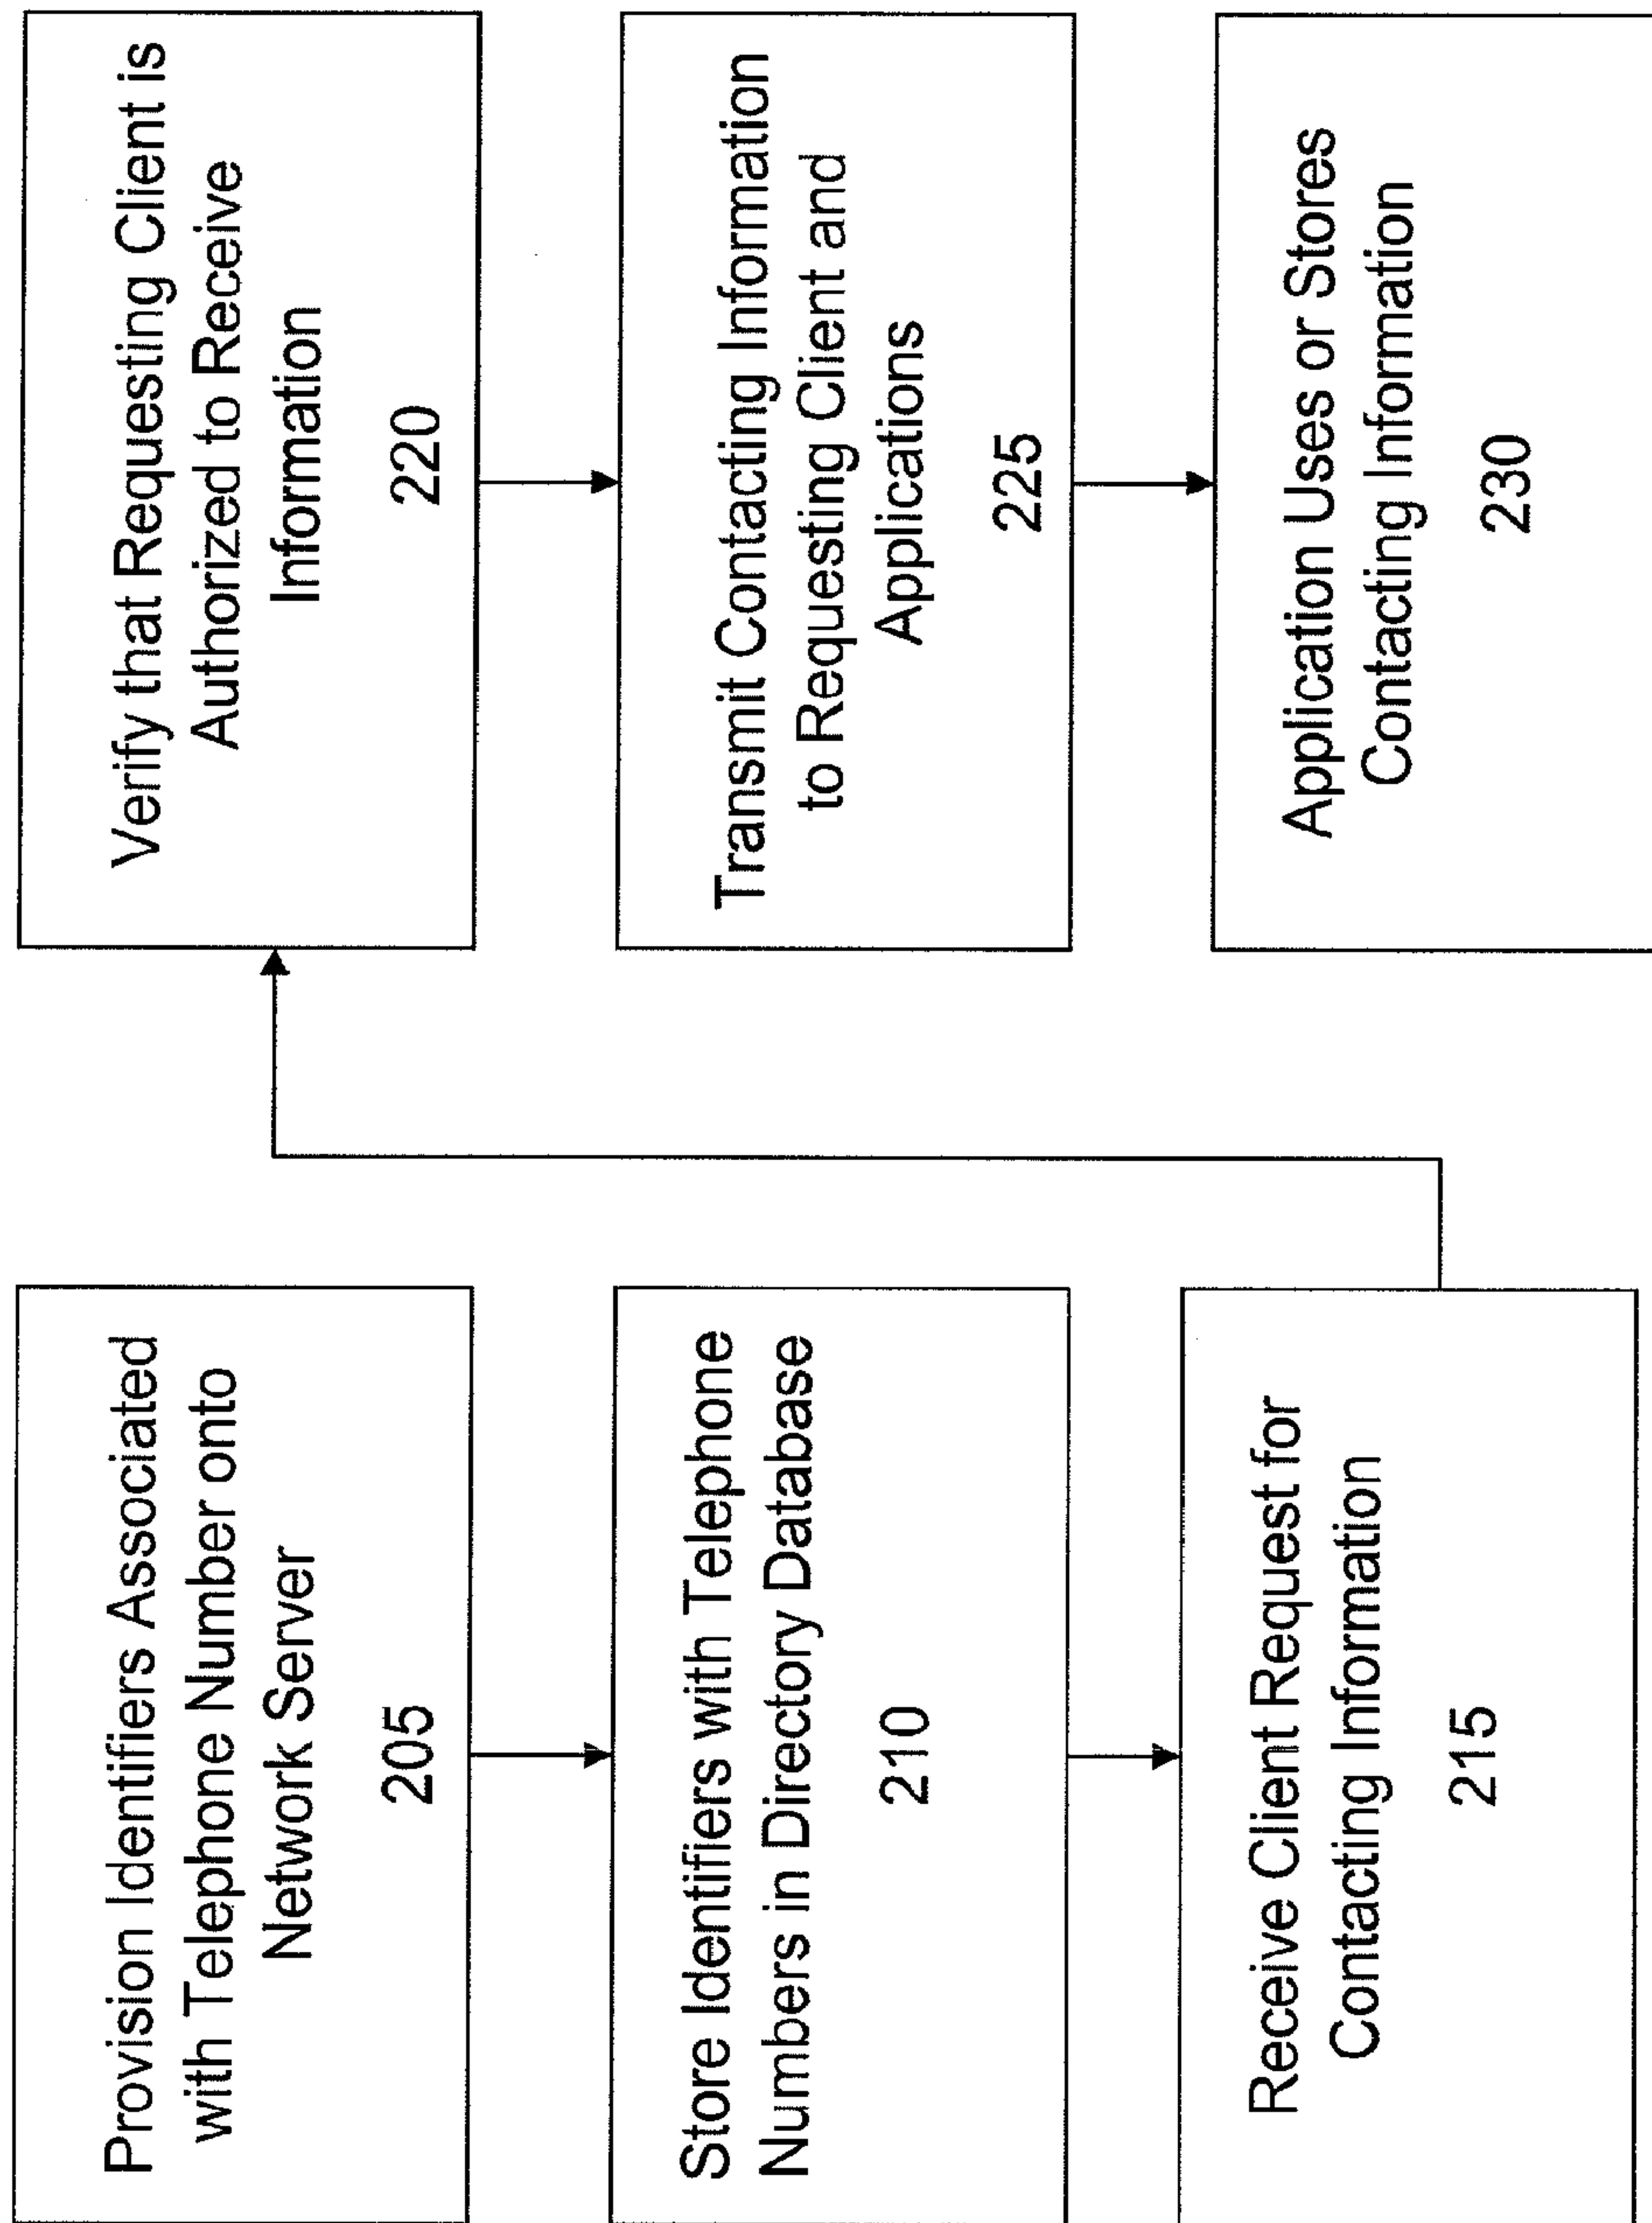 Provision Identifiers Associated
with Telephone Number onto
Network Server
205
Store Identifiers with Telephone
Numbers in Directory Database
210
Receive Client Request for
Contacting Information
215
Verify that Requesting Client is
Authorized to Receive
Information
220
Transmit Contacting Information
to Requesting Client and
Applications
225
Application Uses or Stores
Contacting Information
230